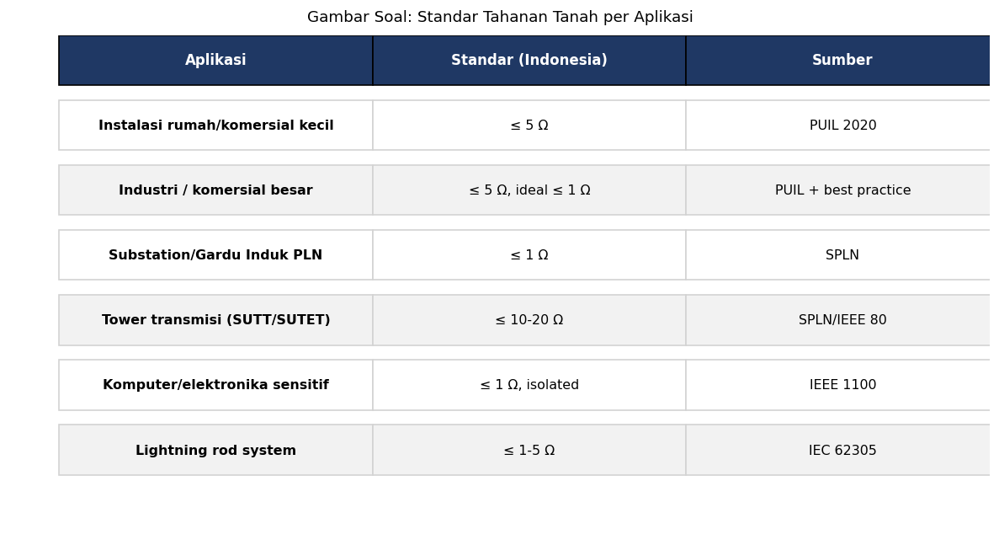 Gambar Soal: Standar Tahanan Tanah per Aplikasi
Aplikasi Standar (Indonesia) Sumber
Instalasi rumah/komersial kecil ≤ 5 Ω PUIL 2020
Industri / komersial besar ≤ 5 Ω, ideal ≤ 1 Ω PUIL + best practice
Substation/Gardu Induk PLN ≤ 1 Ω SPLN
Tower transmisi (SUTT/SUTET) ≤ 10-20 Ω SPLN/IEEE 80
Komputer/elektronika sensitif ≤ 1 Ω, isolated IEEE 1100
Lightning rod system ≤ 1-5 Ω IEC 62305